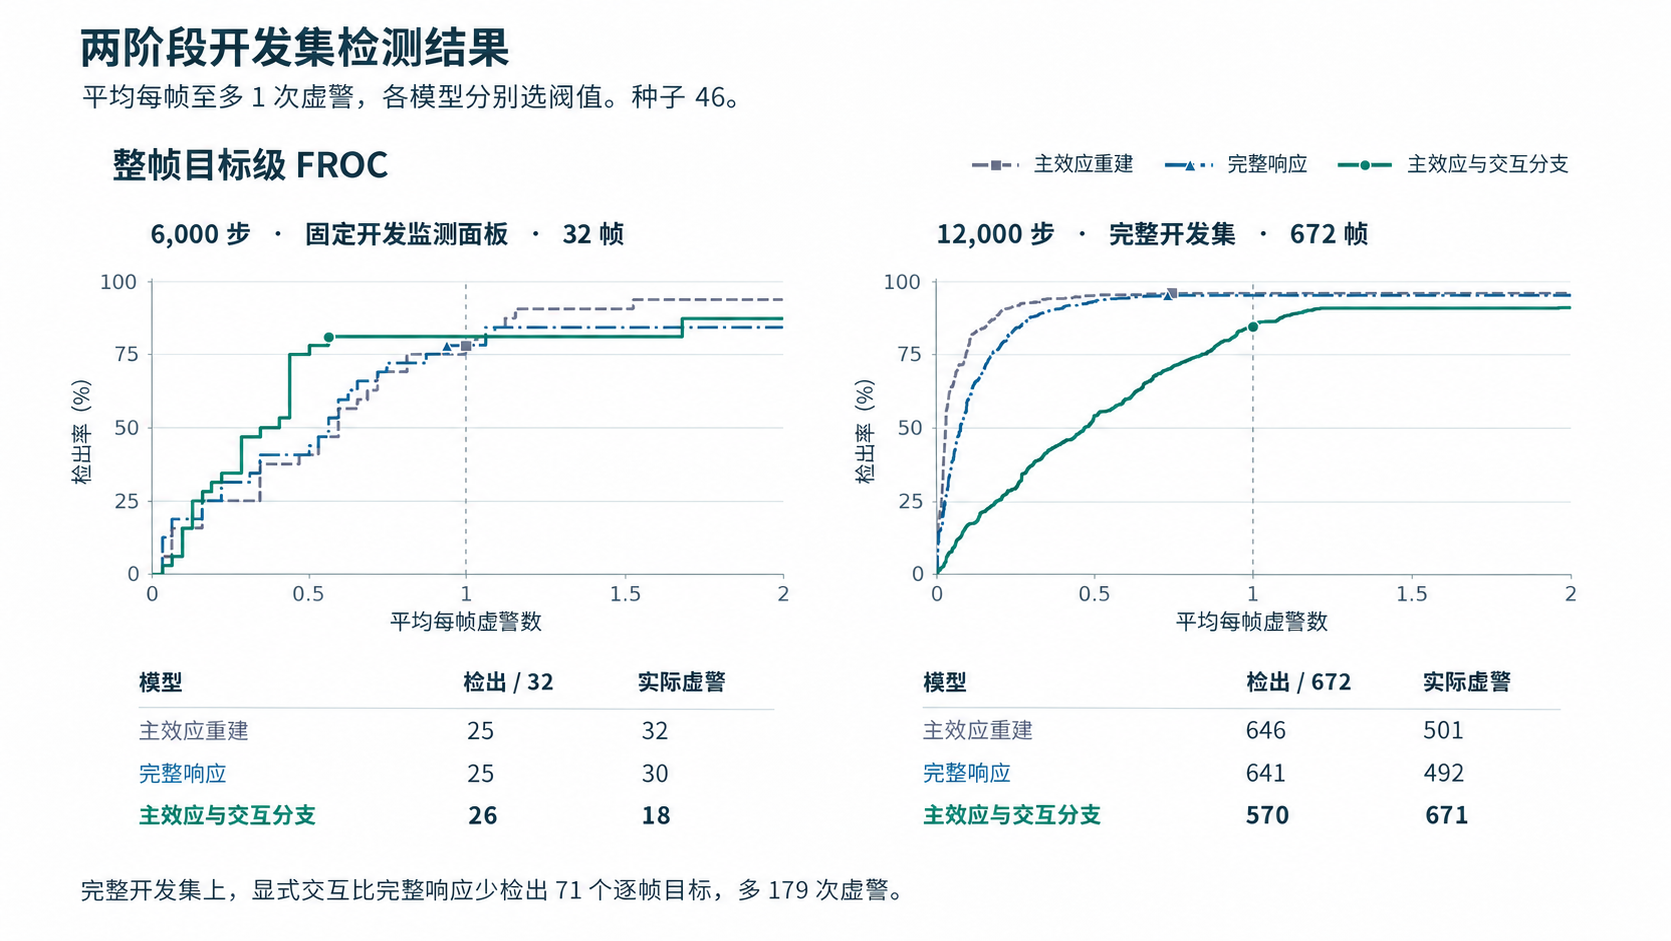 两阶段开发集检测结果
平均每帧至多 1 次虚警，各模型分别选阈值。种子 46。
整帧目标级 FROC
主效应重建 完整响应 主效应与交互分支
6,000 步 · 固定开发监测面板 · 32 帧
100
75
50
25
0
检出率（%）
0 0.5 1 1.5 2
平均每帧虚警数
12,000 步 · 完整开发集 · 672 帧
100
75
50
25
0
检出率（%）
0 0.5 1 1.5 2
平均每帧虚警数
模型 检出 / 32 实际虚警
主效应重建 25 32
完整响应 25 30
主效应与交互分支 26 18
模型 检出 / 672 实际虚警
主效应重建 646 501
完整响应 641 492
主效应与交互分支 570 671
完整开发集上，显式交互比完整响应少检出 71 个逐帧目标，多 179 次虚警。